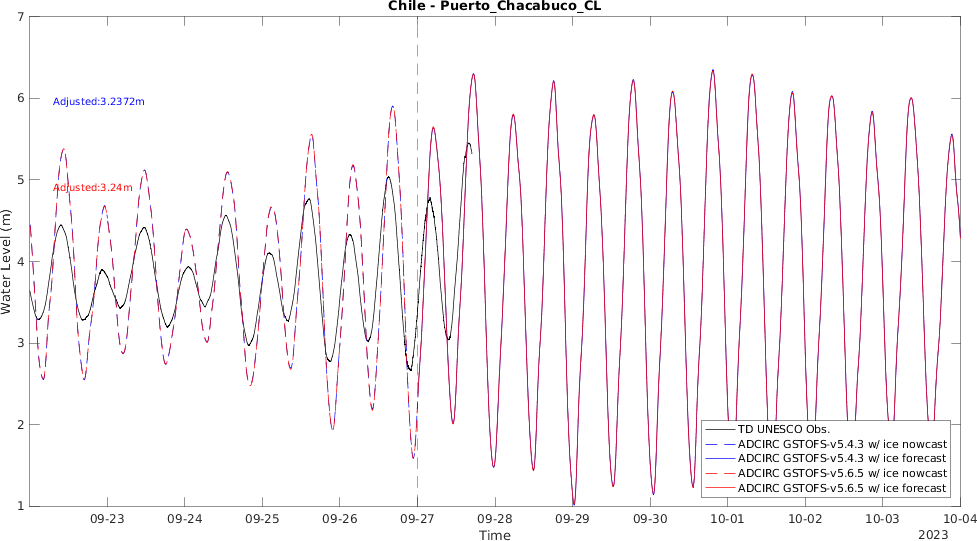 Chile - Puerto_Chacabuco_CL
7
6
5
4
3
2
1
Water Level (m)
Adjusted:3.2372m
Adjusted:3.24m
TD UNESCO Obs.
ADCIRC GSTOFS-v5.4.3 w/ ice nowcast
ADCIRC GSTOFS-v5.4.3 w/ ice forecast
ADCIRC GSTOFS-v5.6.5 w/ ice nowcast
ADCIRC GSTOFS-v5.6.5 w/ ice forecast
09-23 09-24 09-25 09-26 09-27 09-28 09-29 09-30 10-01 10-02 10-03 10-04
Time
2023